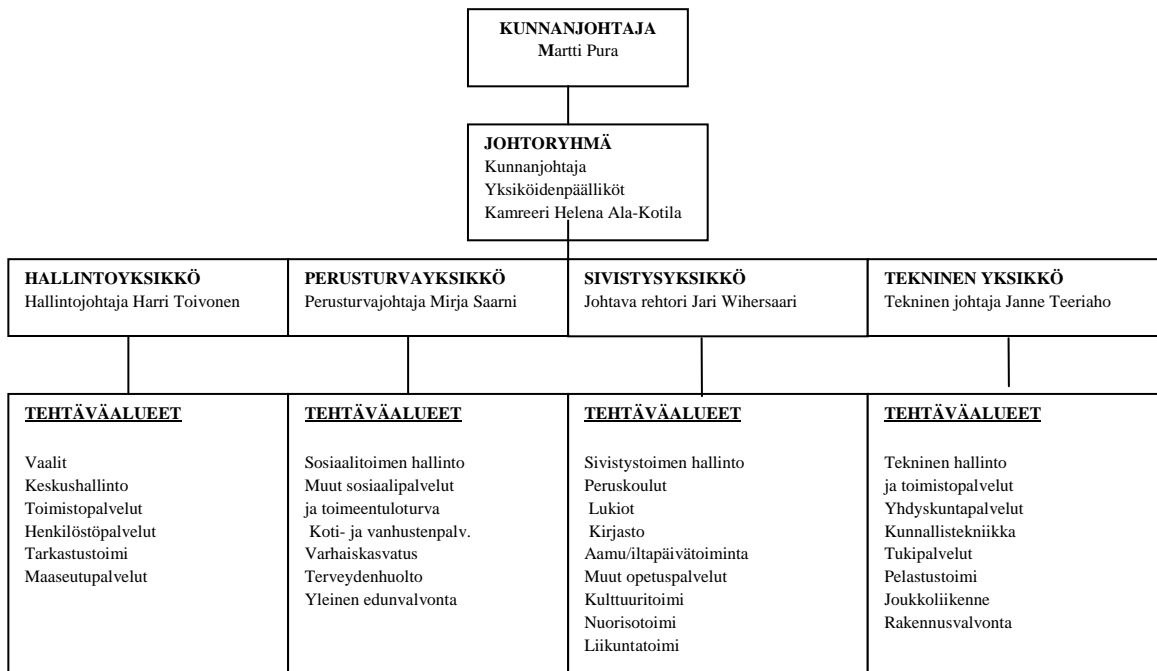 KUNNANJOHTAJA
Martti Pura
JOHTORYHMÄ
Kunnanjohtaja
Yksiköidenpäälliköt
Kamreeri Helena Ala-Kotila
HALLINTOYKSIKKÖ
Hallintojohtaja Harri Toivonen
PERUSTURVAYKSIKKÖ
Perusturvajohtaja Mirja Saarni
SIVISTYSYKSIKKÖ
Johtava rehtori Jari Wihersaari
TEKNINEN YKSIKKÖ
Tekninen johtaja Janne Teeriaho
TEHTÄVÄALUEET
Vaalit
Keskushallinto
Toimistopalvelut
Henkilöstöpalvelut
Tarkastustoimi
Maaseutupalvelut
TEHTÄVÄALUEET
Sosiaalitoimen hallinto
Muut sosiaalipalvelut
ja toimeentuloturva
Koti- ja vanhustenpalv.
Varhaiskasvatus
Terveydenhuolto
Yleinen edunvalvonta
TEHTÄVÄALUEET
Sivistystoimen hallinto
Peruskoulut
Lukiot
Kirjasto
Aamu/iltapäivätoiminta
Muut opetuspalvelut
Kulttuuritoimi
Nuorisotoimi
Liikuntatoimi
TEHTÄVÄALUEET
Tekninen hallinto
ja toimistopalvelut
Yhdyskuntapalvelut
Kunnallistekniikka
Tukipalvelut
Pelastustoimi
Joukkoliikenne
Rakennusvalvonta